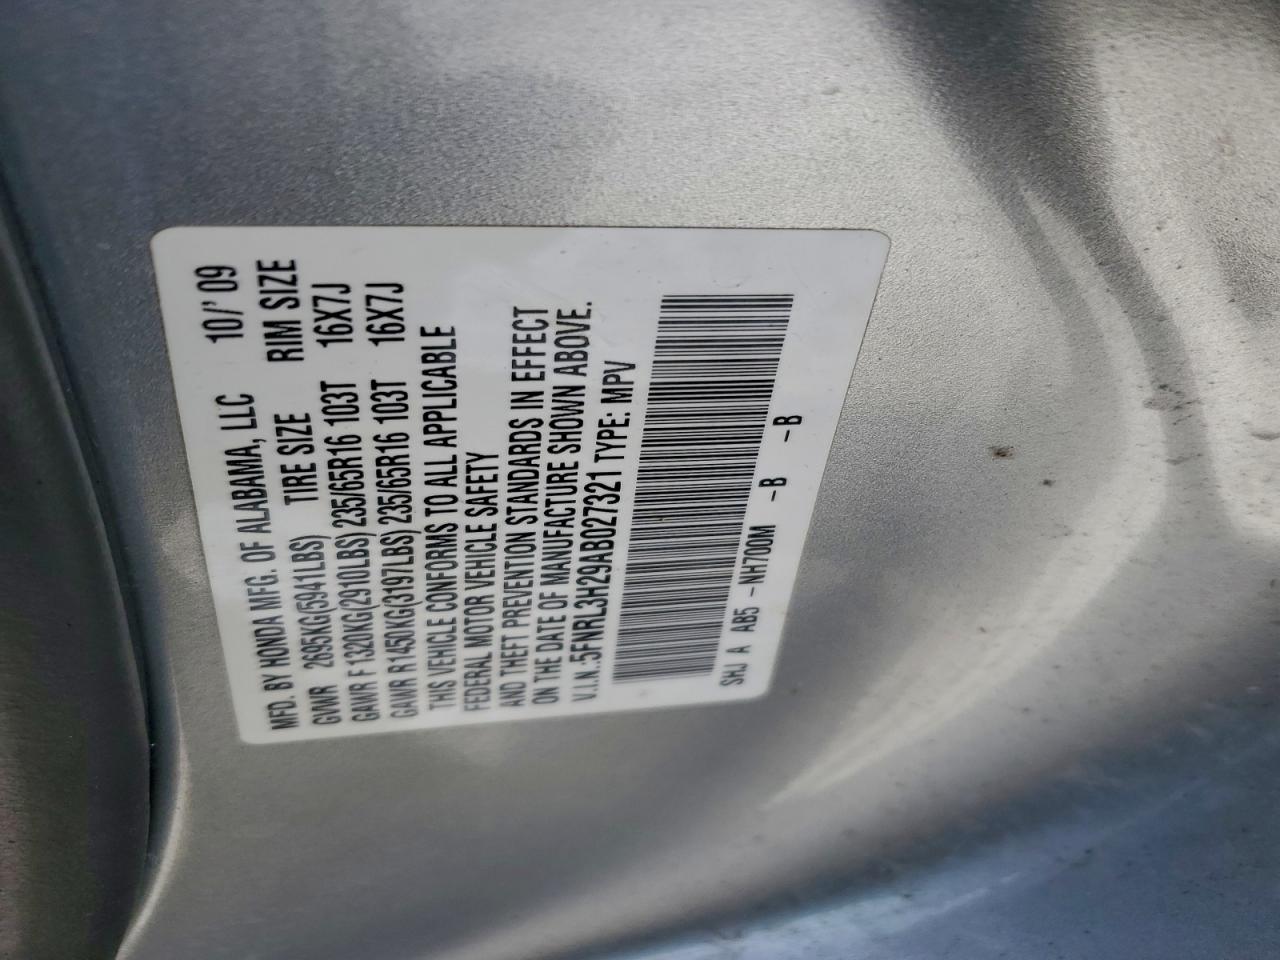 MFD. BY HONDA MFG. OF ALABAMA, LLC 10/' 09
GVWR 2695KG(5941LBS) TIRE SIZE RIM SIZE
GAWR F 1320KG(2910LBS) 235/65R16 103T 16X7J
GAWR R 1450KG(3197LBS) 235/65R16 103T 16X7J
THIS VEHICLE CONFORMS TO ALL APPLICABLE
FEDERAL MOTOR VEHICLE SAFETY
AND THEFT PREVENTION STANDARDS IN EFFECT
ON THE DATE OF MANUFACTURE SHOWN ABOVE.
V.I.N.:5FNRL3H29AB027321 TYPE: MPV
SHJ A AB5 -NH700M -B -B